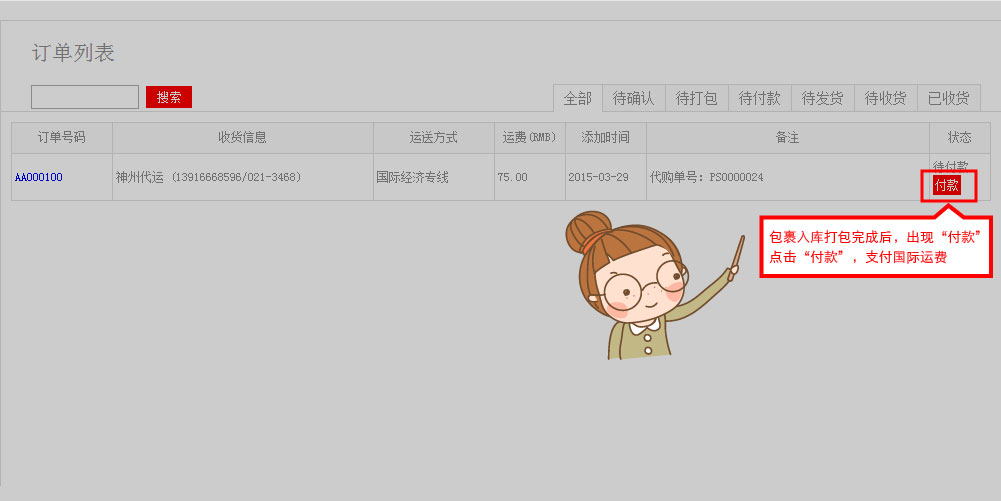 订单列表
搜索
全部 待确认 待打包 待付款 待发货 待收货 已收货
订单号码 收货信息 运送方式 运费(RMB) 添加时间 备注 状态
待付款
AA000100 神州代运 (13916668596/021-3468) 国际经济专线 75.00 2015-03-29 代购单号: PS0000024 付款
包裹入库打包完成后，出现“付款”
点击“付款”，支付国际运费